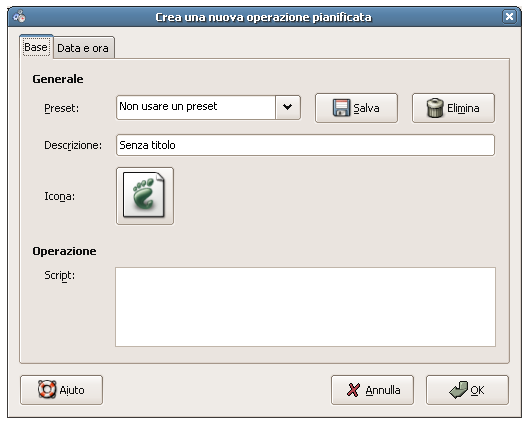 Crea una nuova operazione pianificata
Base Data e ora
Generale
Preset: Non usare un preset Salva Elimina
Descrizione: Senza titolo
Icona:
Operazione
Script:
Aiuto Annulla OK